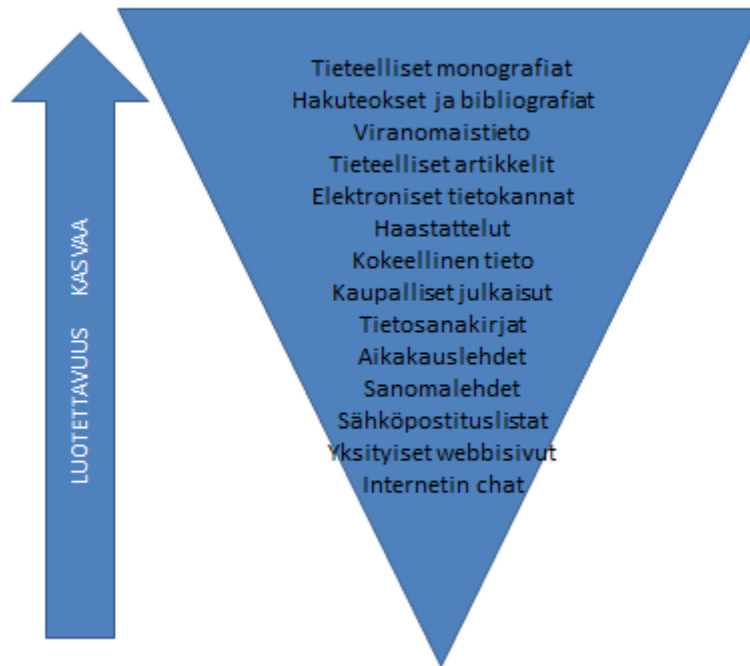 LUOTETTAVUUS KASVAA
Tieteelliset monografiat
Hakuteokset ja bibliografiat
Viranomaistieto
Tieteelliset artikkelit
Elektroniset tietokannat
Haastattelut
Kokeellinen tieto
Kaupalliset julkaisut
Tietosanakirjat
Aikakauslehdet
Sanomalehdet
Sähköpostituslistat
Yksityiset webbisivut
Internetin chat